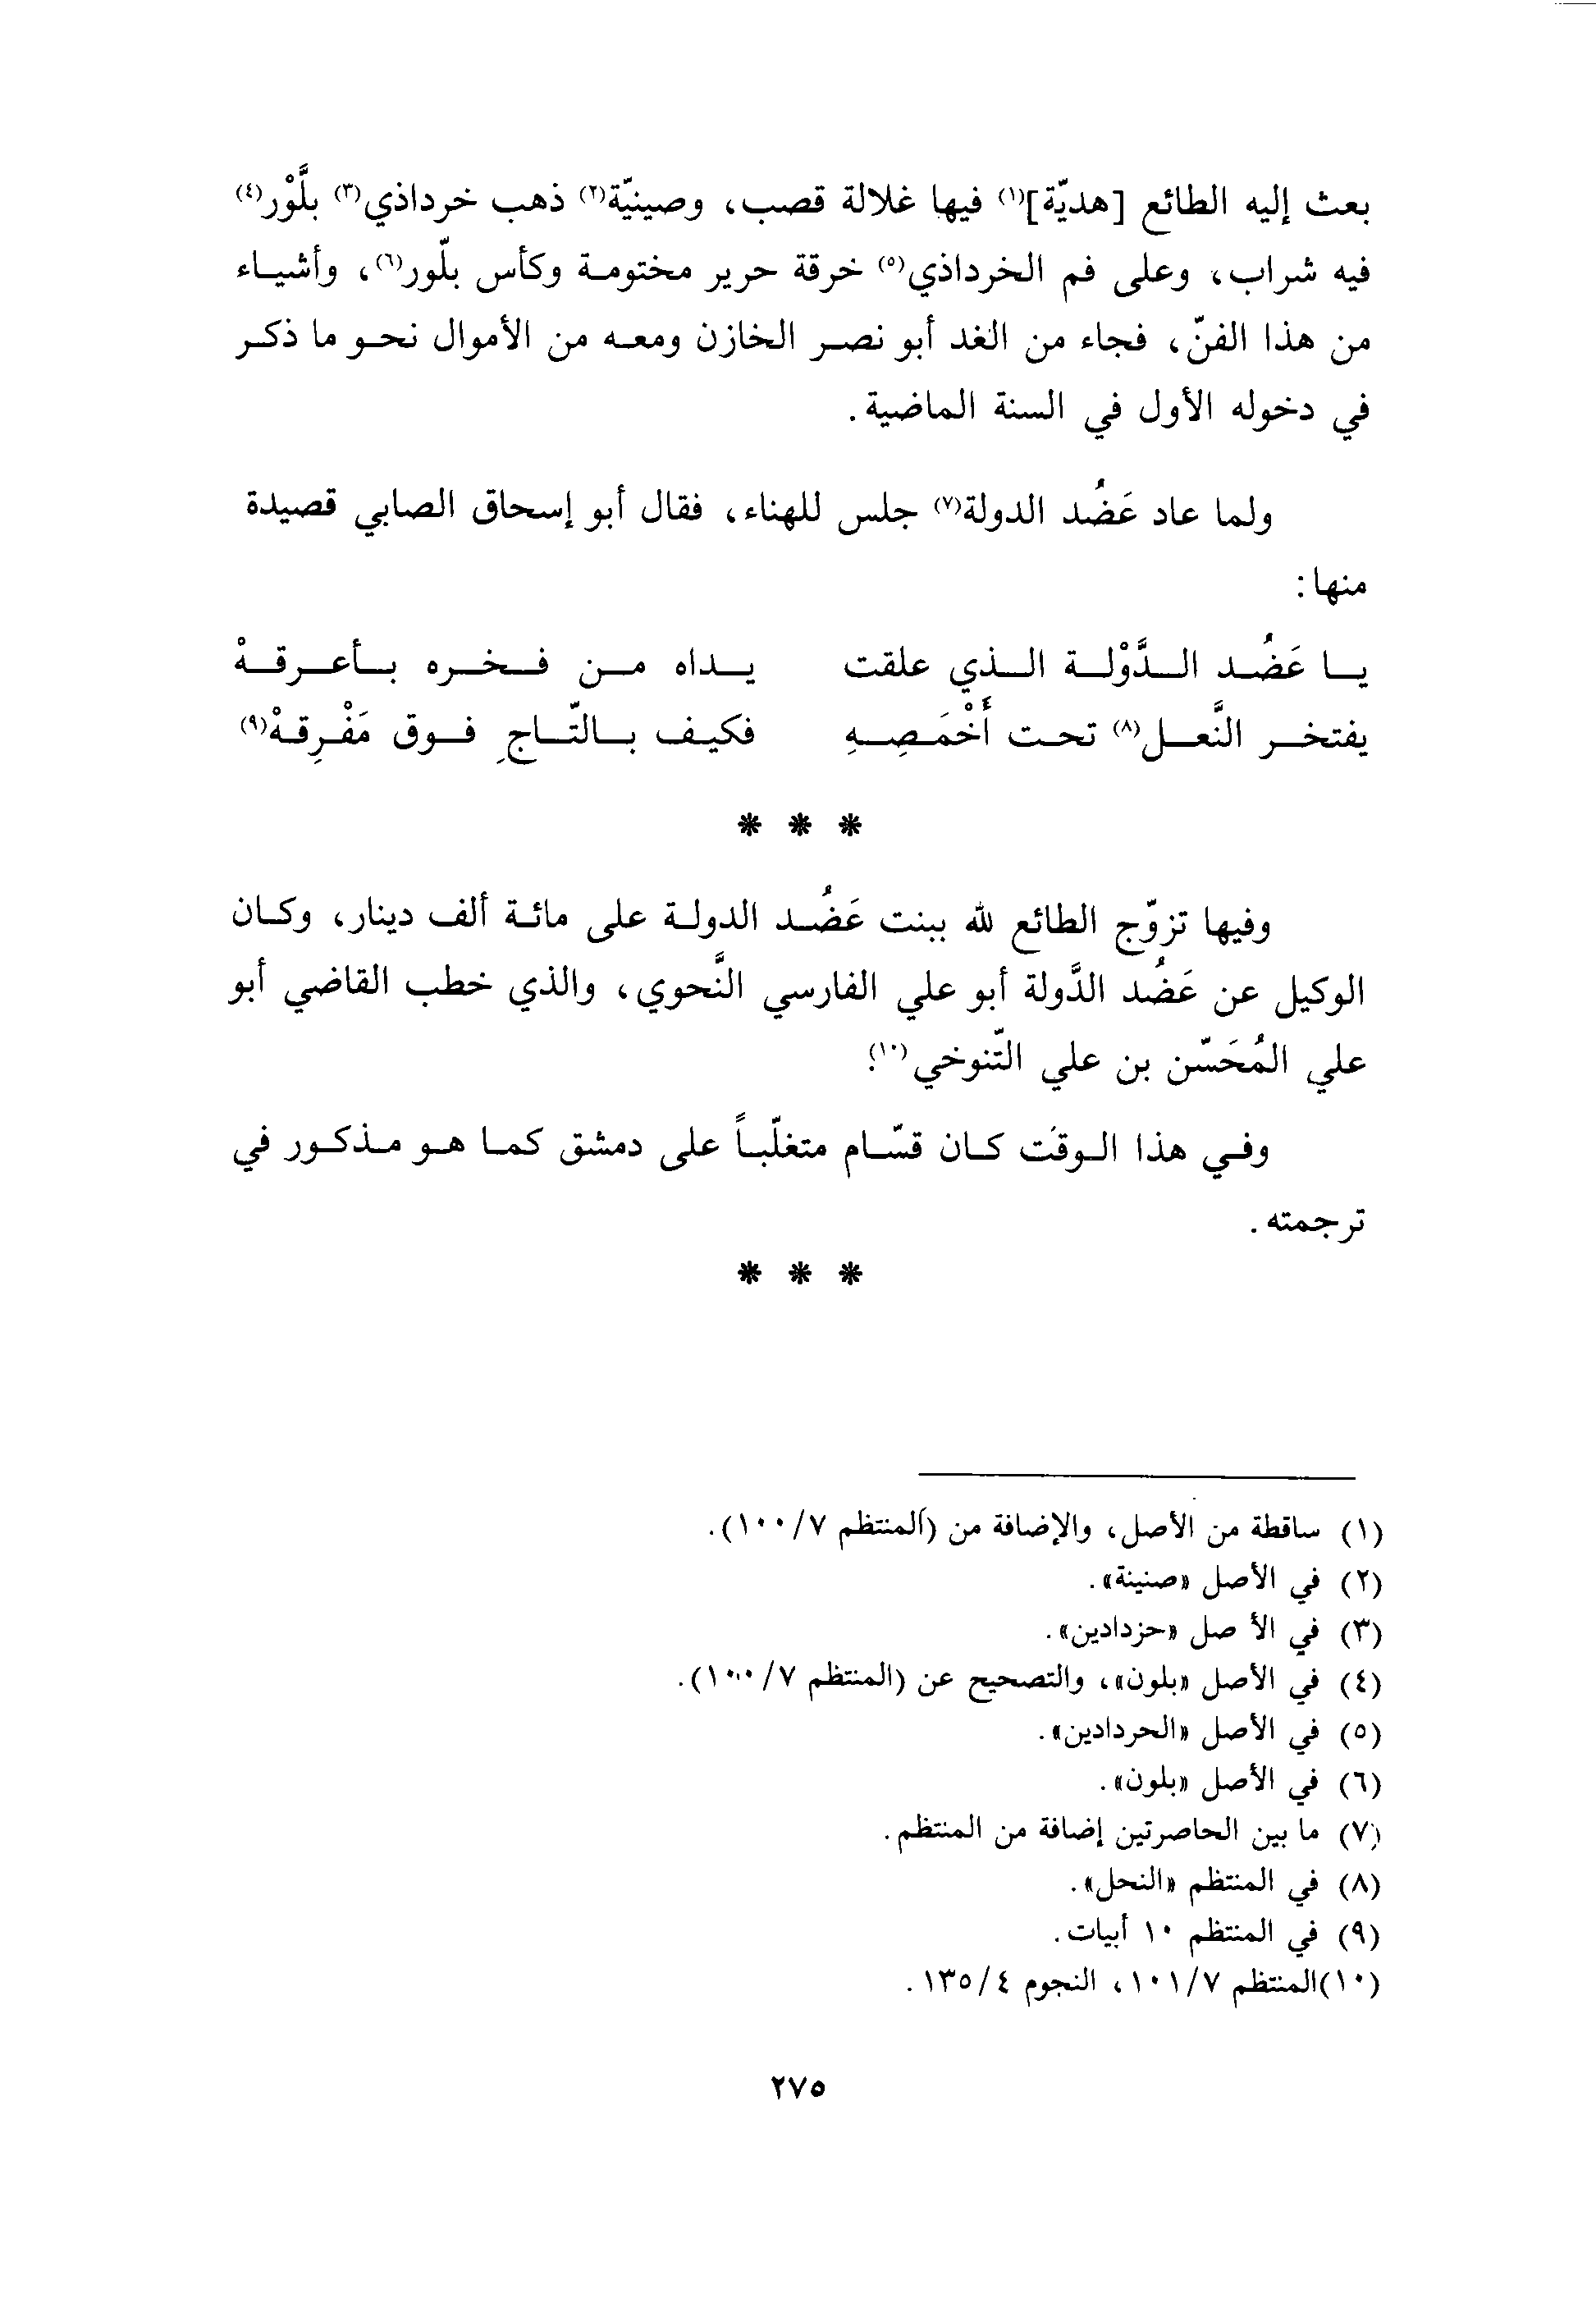 بعث إليه الطائع [هديّة](١) فيها غلالة قصب، وصينيّة(٢) ذهب خرداذي(٣) بلَّوْر(٤)
فيه شراب، وعلى فم الخرداذي(٥) خرقة حرير مختومة وكأس بلّور(٦)، وأشياء
من هذا الفنّ، فجاء من الغد أبو نصر الخازن ومعه من الأموال نحو ما ذكر
في دخوله الأول في السنة الماضية.
ولما عاد عَضُد الدولة(٧) جلس للهناء، فقال أبو إسحاق الصابي قصيدة
منها:
يا عَضُد الدَّوْلة الذي علقت يداه من فخره بأعرقهْ
يفتخر النَّعل(٨) تحت أَخْمَصِهِ فكيف بالتّاجِ فوق مَفْرِقهْ(٩)
* * *
وفيها تزوّج الطائع لله ببنت عَضُد الدولة على مائة ألف دينار، وكان
الوكيل عن عَضُد الدَّولة أبو علي الفارسي النَّحوي، والذي خطب القاضي أبو
علي المُحَسّن بن علي التّنوخي(١٠).
وفي هذا الوقت كان قسّام متغلّباً على دمشق كما هو مذكور في
ترجمته.
* * *
(١) ساقطة من الأصل، والإضافة من (المنتظم ٧/١٠٠).
(٢) في الأصل «صنينة».
(٣) في الأ صل «حزدادين».
(٤) في الأصل «بلون»، والتصحيح عن (المنتظم ٧/١٠٠).
(٥) في الأصل «الحردادين».
(٦) في الأصل «بلون».
(٧) ما بين الحاصرتين إضافة من المنتظم.
(٨) في المنتظم «النحل».
(٩) في المنتظم ١٠ أبيات.
(١٠)المنتظم ٧/١٠١، النجوم ٤/١٣٥.
٢٧٥